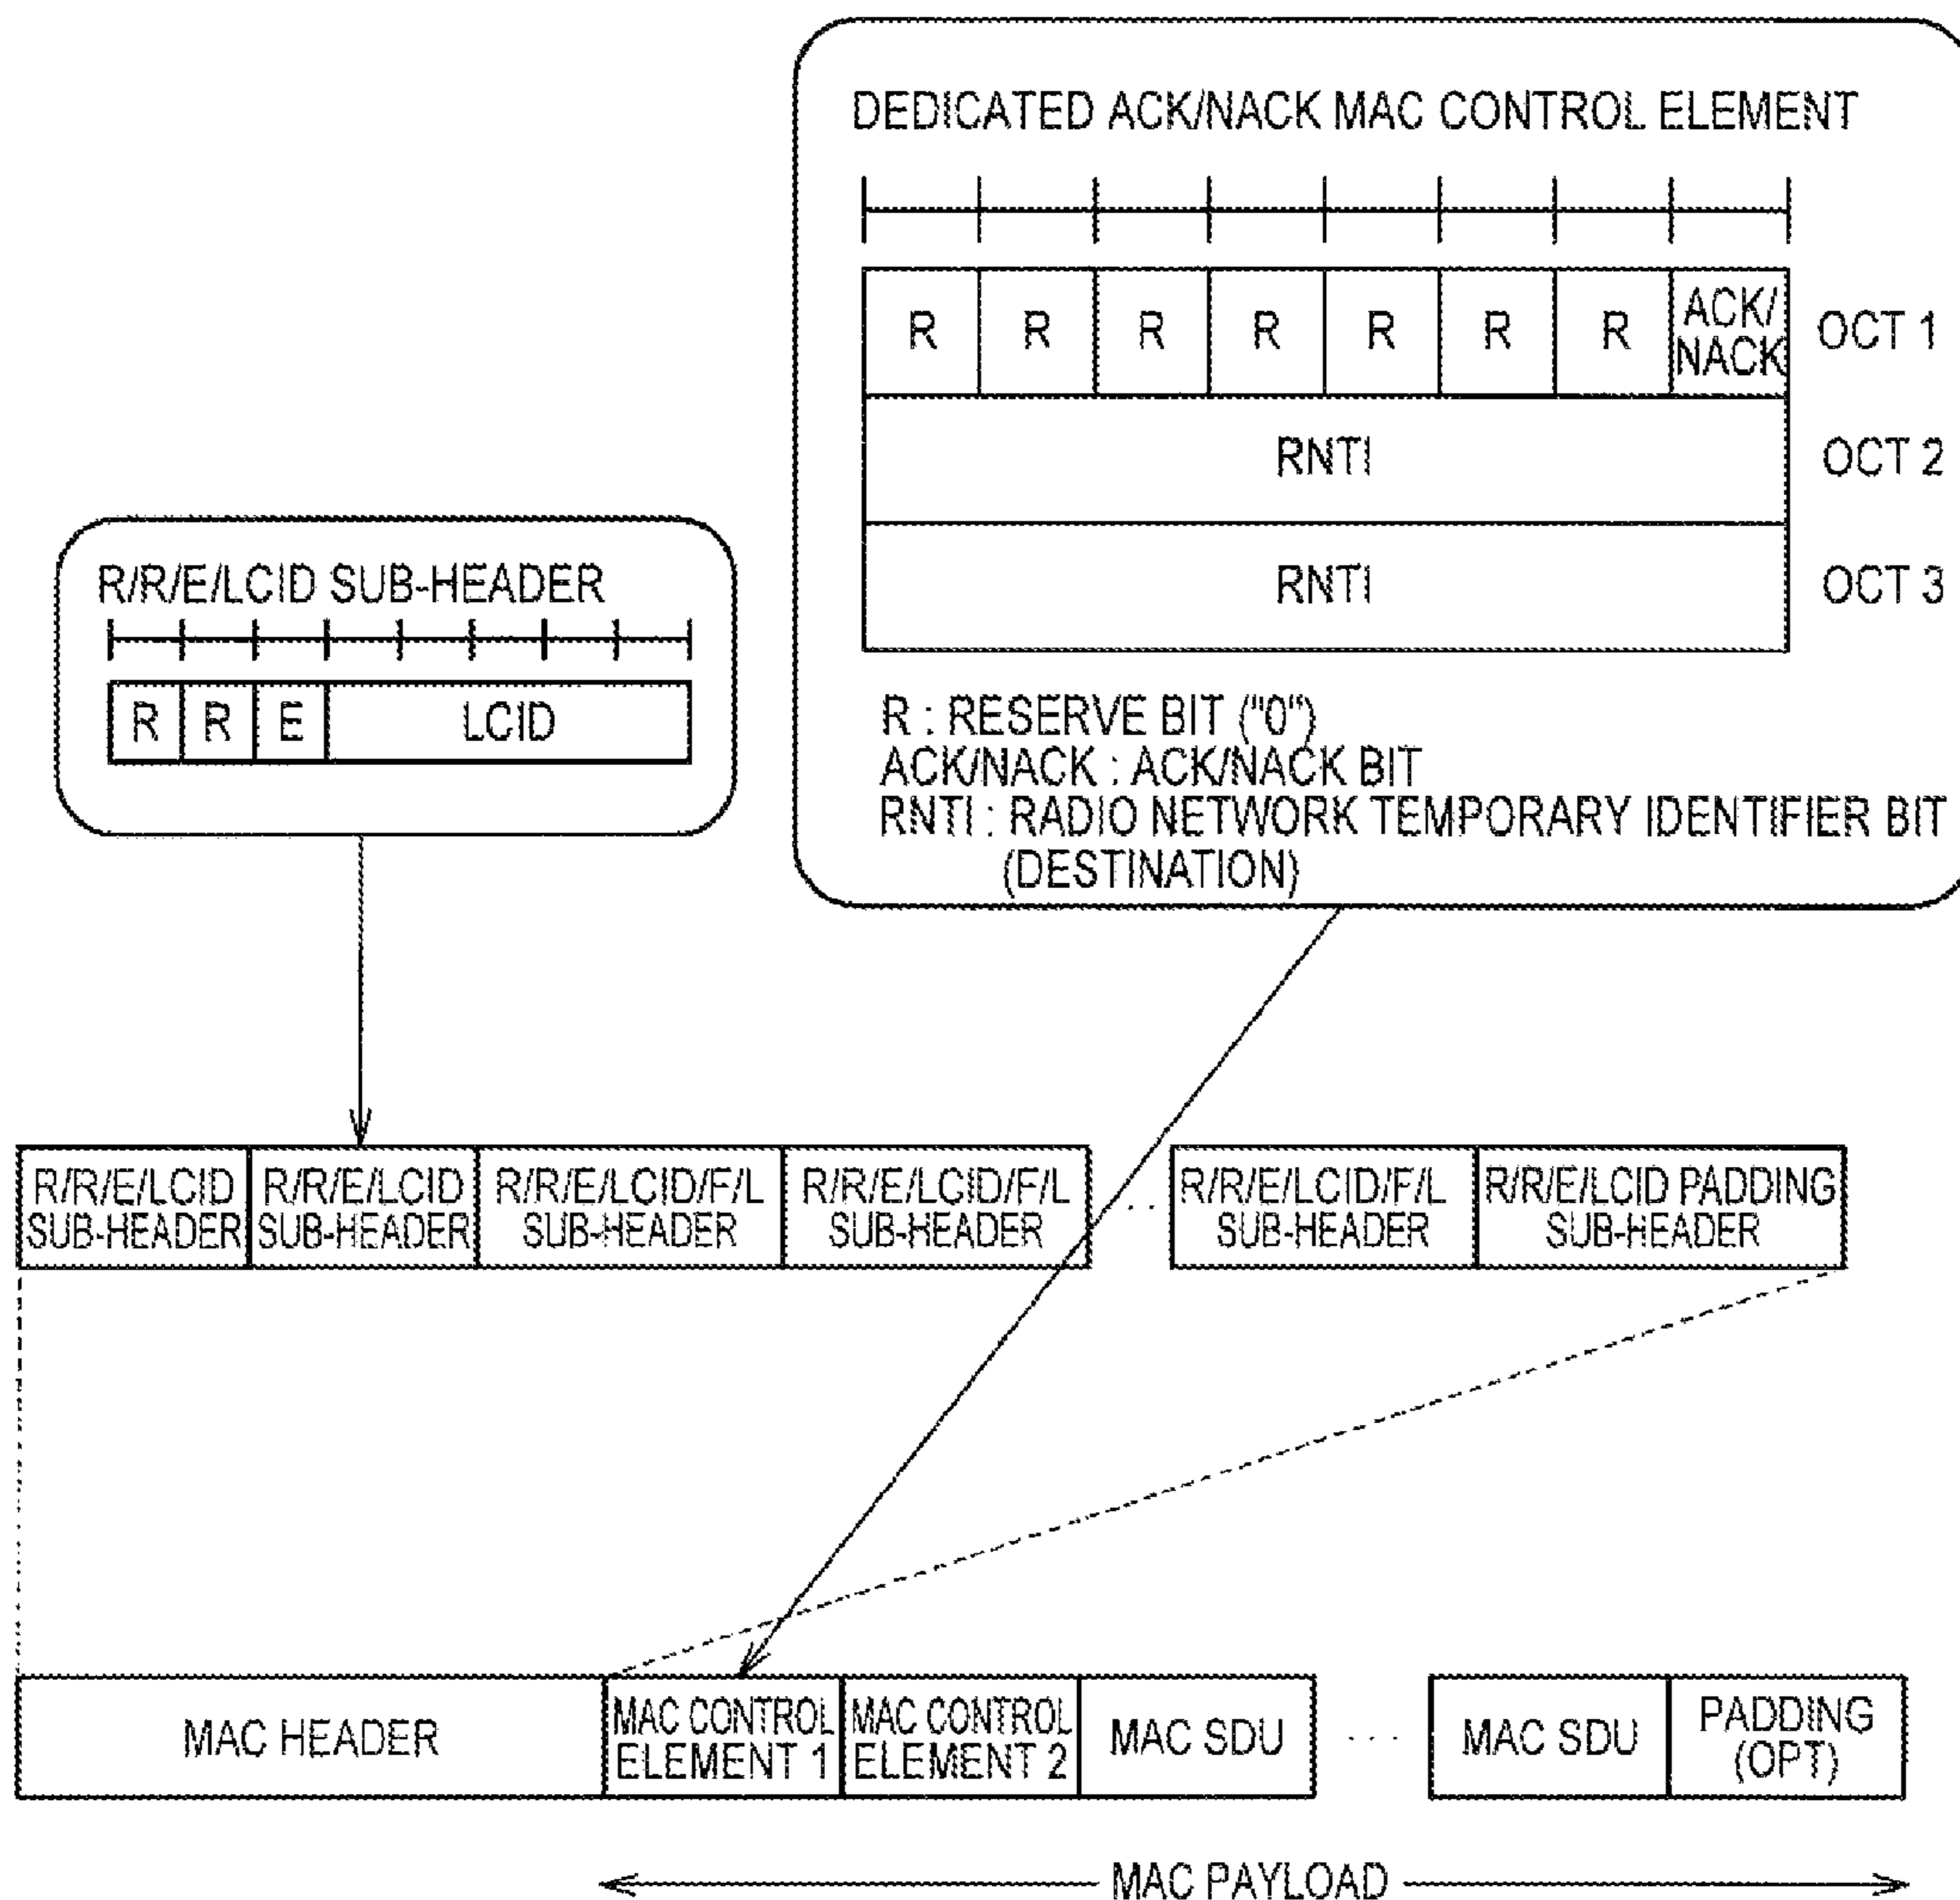 DEDICATED ACK/NACK MAC CONTROL ELEMENT
R R R R R R R ACK/
NACK OCT 1
RNTI OCT 2
RNTI OCT 3
R : RESERVE BIT ("0")
ACK/NACK : ACK/NACK BIT
RNTI : RADIO NETWORK TEMPORARY IDENTIFIER BIT
(DESTINATION)
R/R/E/LCID SUB-HEADER
R R E LCID
R/R/E/LCID
SUB-HEADER
R/R/E/LCID
SUB-HEADER
R/R/E/LCID/F/L
SUB-HEADER
R/R/E/LCID/F/L
SUB-HEADER
...
R/R/E/LCID/F/L
SUB-HEADER
R/R/E/LCID PADDING
SUB-HEADER
MAC HEADER
MAC CONTROL
ELEMENT 1
MAC CONTROL
ELEMENT 2
MAC SDU
...
MAC SDU
PADDING
(OPT)
MAC PAYLOAD